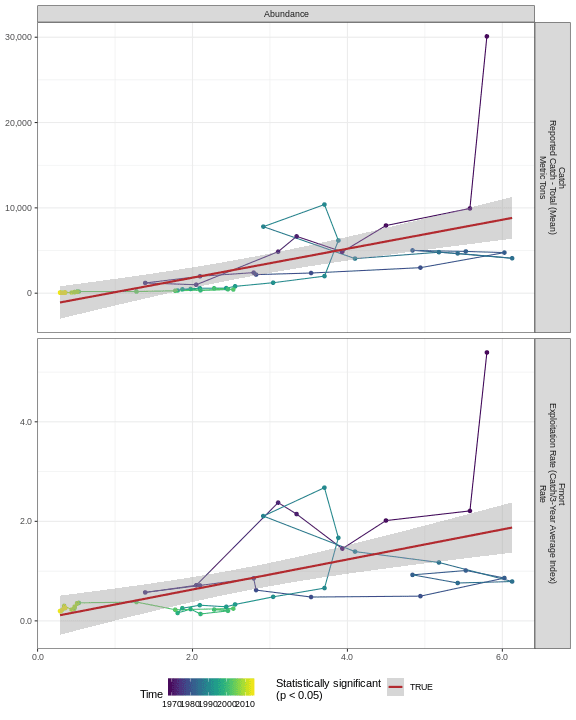 Abundance
30,000
20,000
10,000
0
Catch
Reported Catch - Total (Mean)
Metric Tons
4.0
2.0
0.0
Fmort
Exploitation Rate (Catch/3-Year Average Index)
Rate
0.0 2.0 4.0 6.0
Time
1970 1980 1990 2000 2010
Statistically significant
(p < 0.05)
TRUE